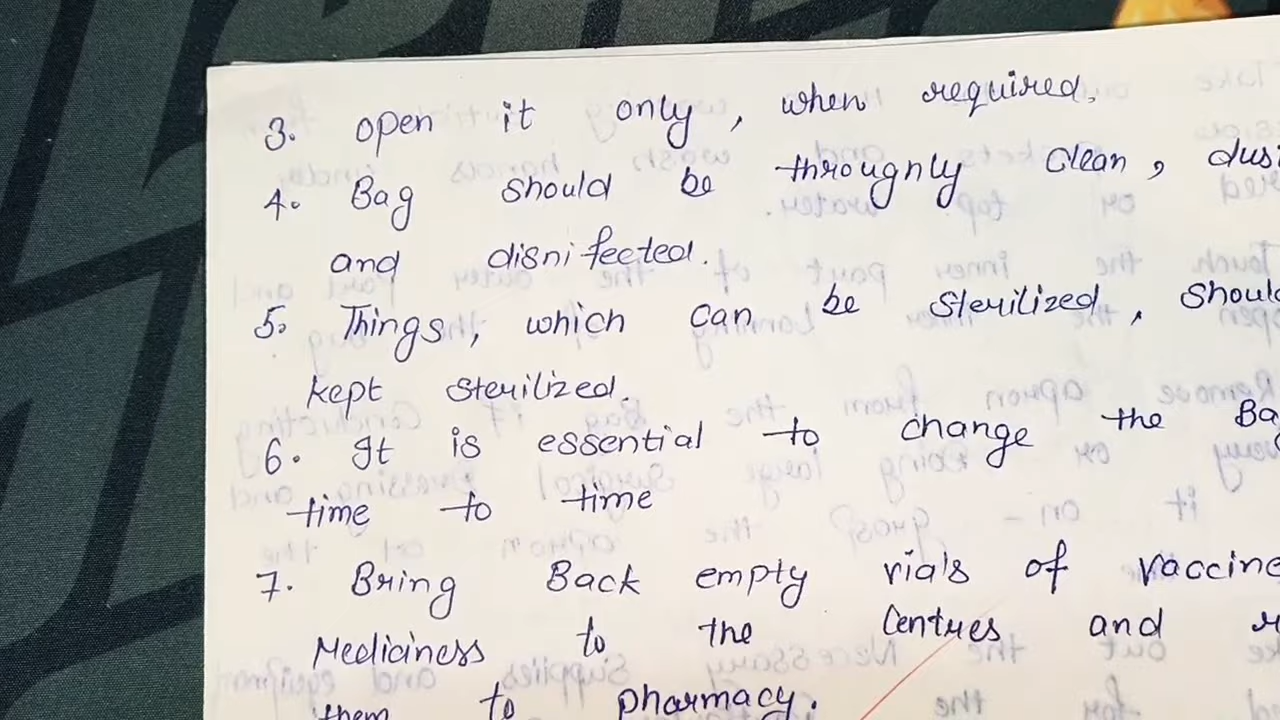 3. open it only, when required.
4. Bag should be througnly clean, dus
and disnifected.
5. Things, which can be sterilized, shoul
kept sterilized.
6. It is essential to change the Ba
time to time
7. Bring Back empty vials of vaccine
Mediciness to the Centres and
them to pharmacy.